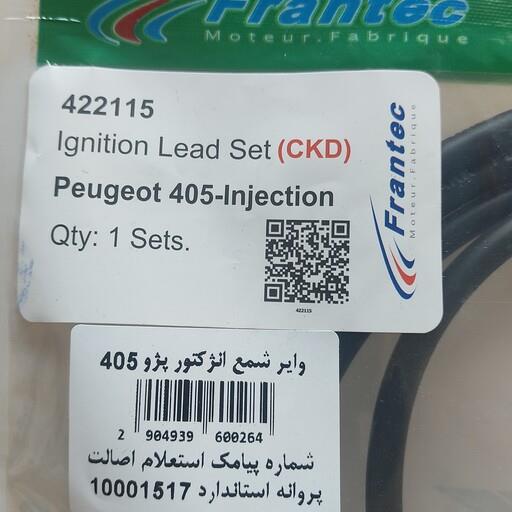 Frantec
Moteur.Fabrique
422115
Ignition Lead Set (CKD)
Peugeot 405-Injection
Qty: 1 Sets.
422115
Frantec
Moteur.Fabrique
وایر شمع انژکتور پژو 405
2 904939 600264
شماره پیامک استعلام اصالت
پروانه استاندارد 10001517